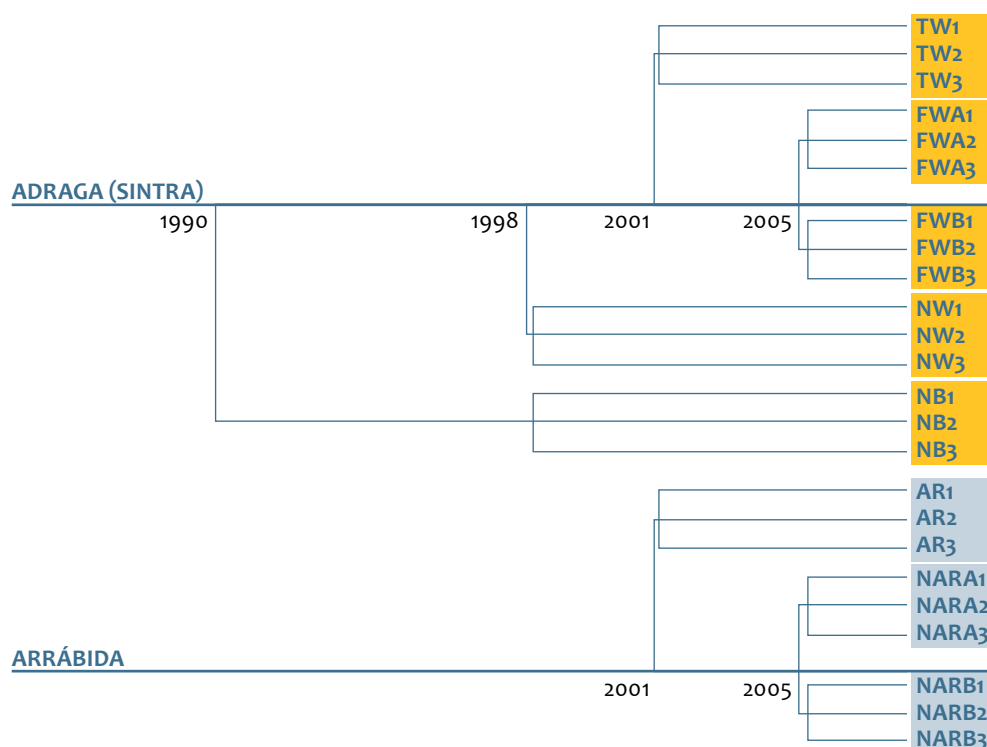 TW1
TW2
TW3
FWA1
FWA2
FWA3
ADRAGA (SINTRA)
1990 1998 2001 2005
FWB1
FWB2
FWB3
NW1
NW2
NW3
NB1
NB2
NB3
AR1
AR2
AR3
NARA1
NARA2
NARA3
ARRÁBIDA
2001 2005
NARB1
NARB2
NARB3